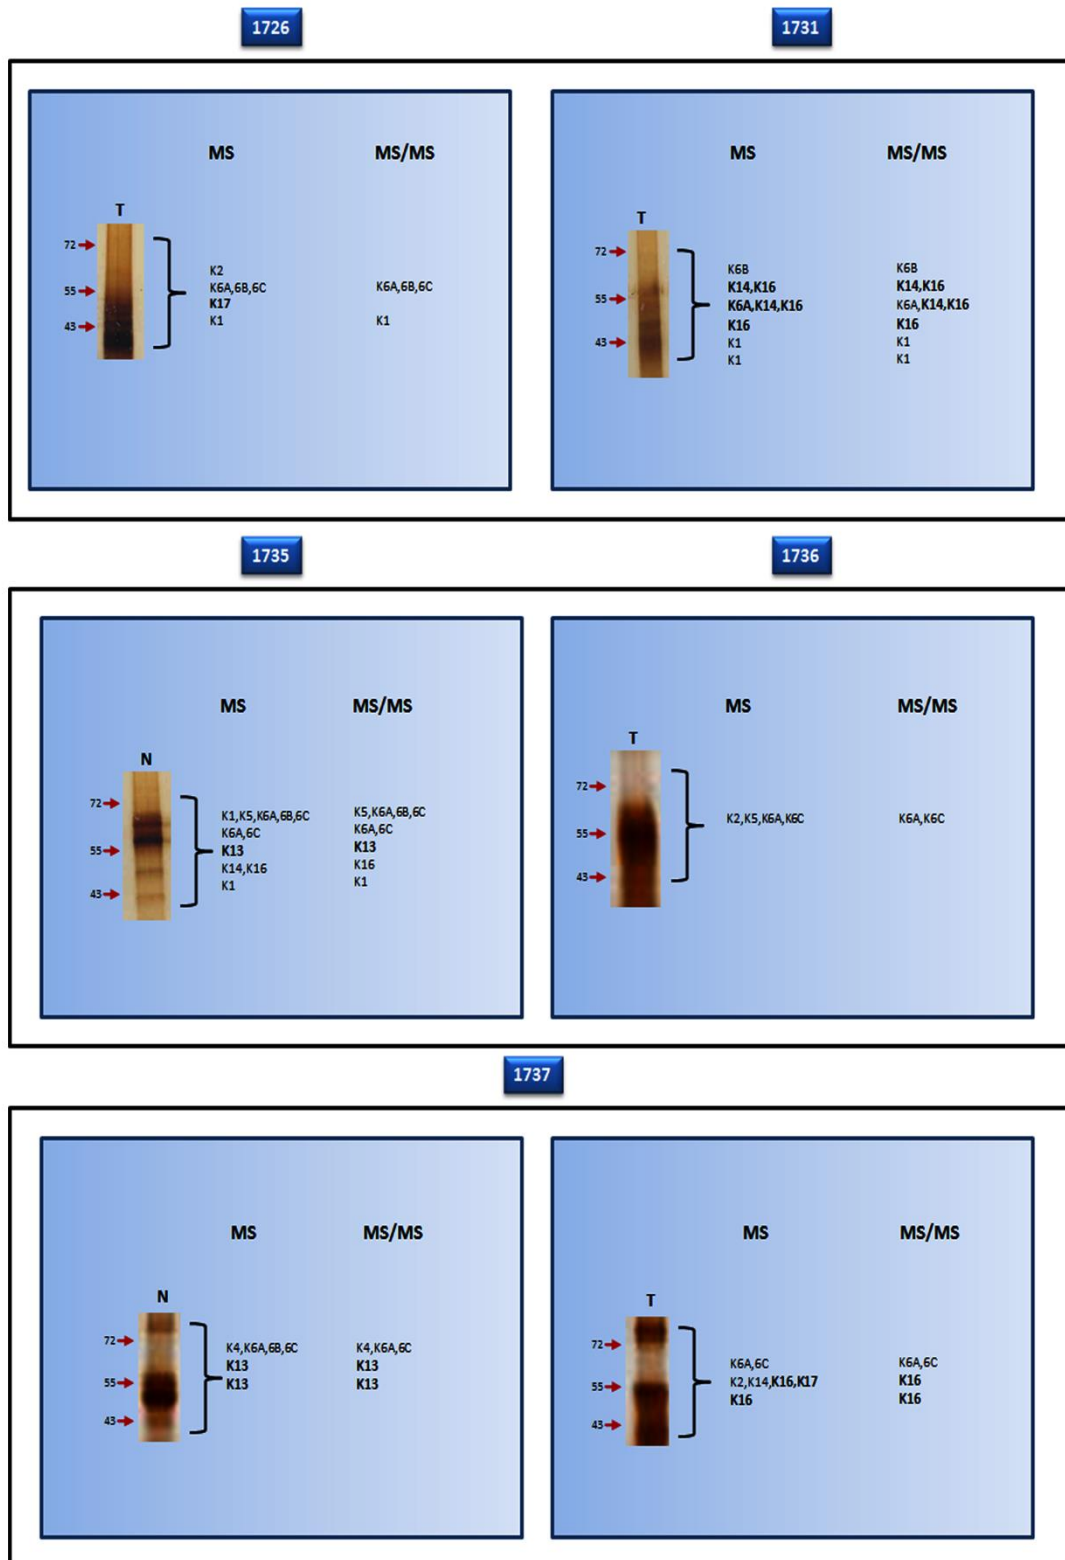 1726
1731
MS MS/MS
T
72
55
43
K2
K6A,6B,6C K6A,6B,6C
K17
K1 K1
MS MS/MS
T
72
55
43
K6B K6B
K14,K16 K14,K16
K6A,K14,K16 K6A,K14,K16
K16 K16
K1 K1
K1 K1
1735
1736
MS MS/MS
N
72
55
43
K1,K5,K6A,6B,6C K5,K6A,6B,6C
K6A,6C K6A,6C
K13 K13
K14,K16 K16
K1 K1
MS MS/MS
T
72
55
43
K2,K5,K6A,K6C K6A,K6C
1737
MS MS/MS
N
72
55
43
K4,K6A,6B,6C K4,K6A,6C
K13 K13
K13 K13
MS MS/MS
T
72
55
43
K6A,6C K6A,6C
K2,K14,K16,K17 K16
K16 K16